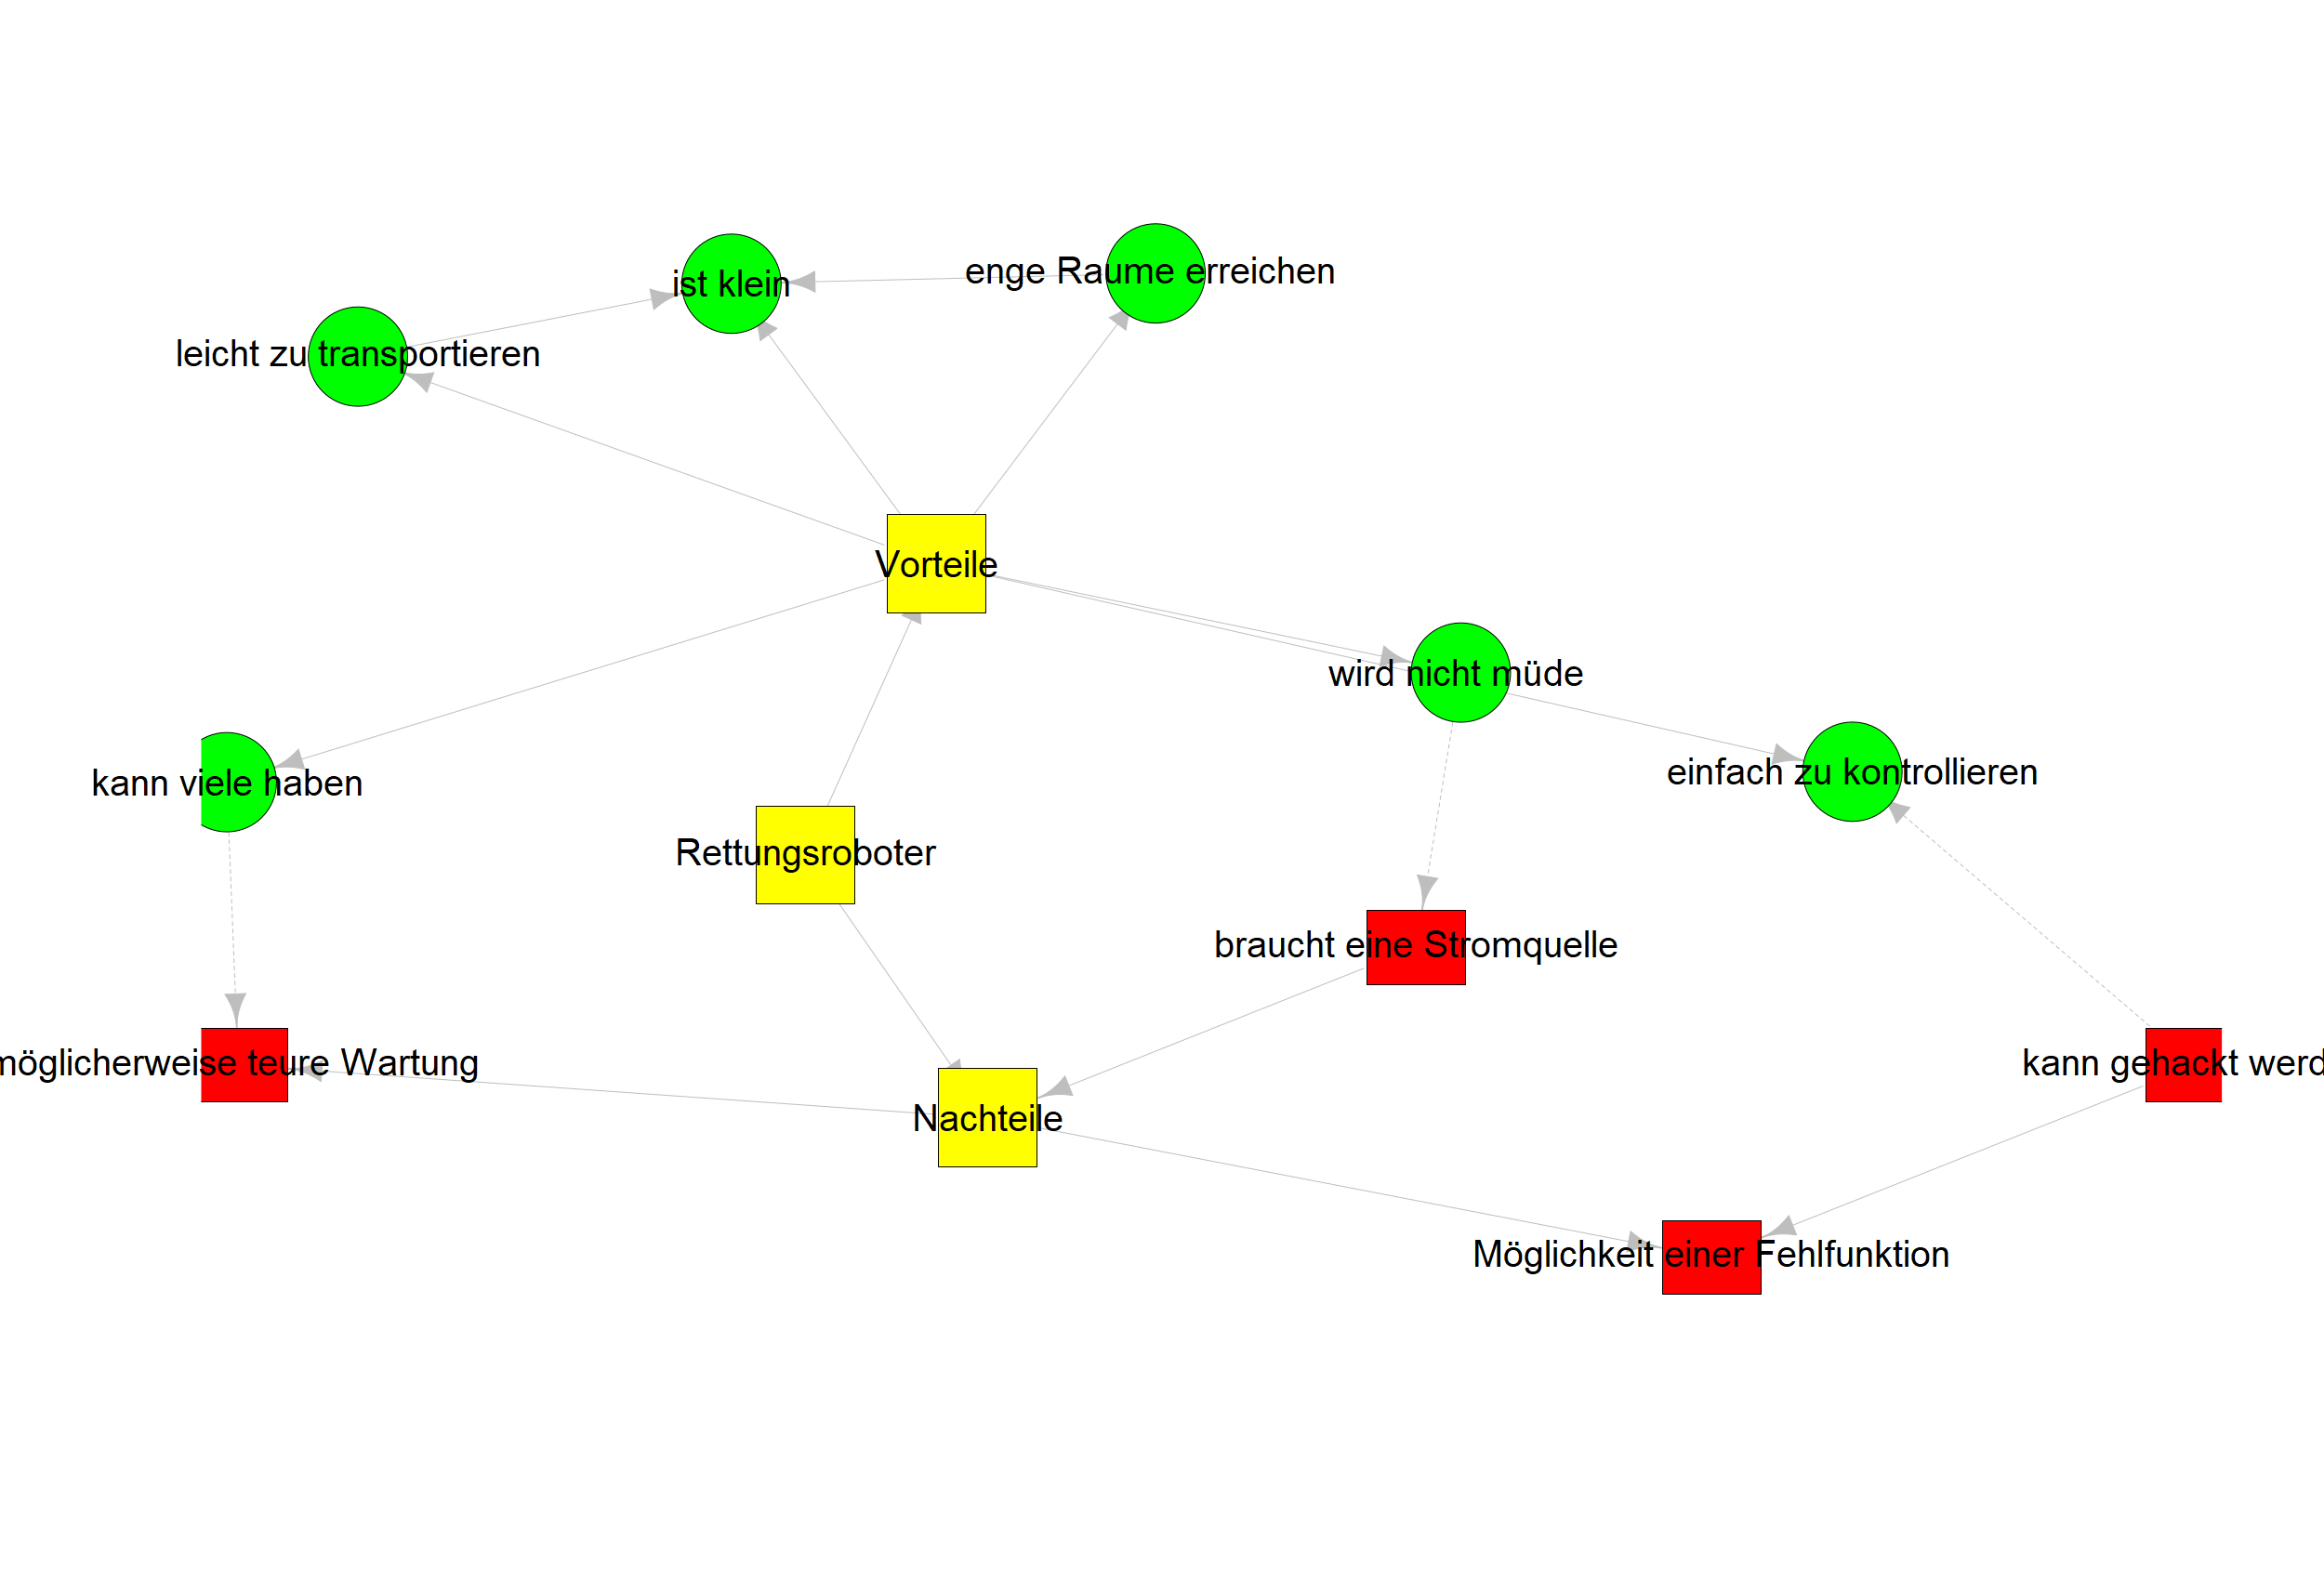 enge Raume erreichen
ist klein
leicht zu transportieren
Vorteile
wird nicht müde
einfach zu kontrollieren
kann viele haben
Rettungsroboter
braucht eine Stromquelle
möglicherweise teure Wartung
kann gehackt werd
Nachteile
Möglichkeit einer Fehlfunktion